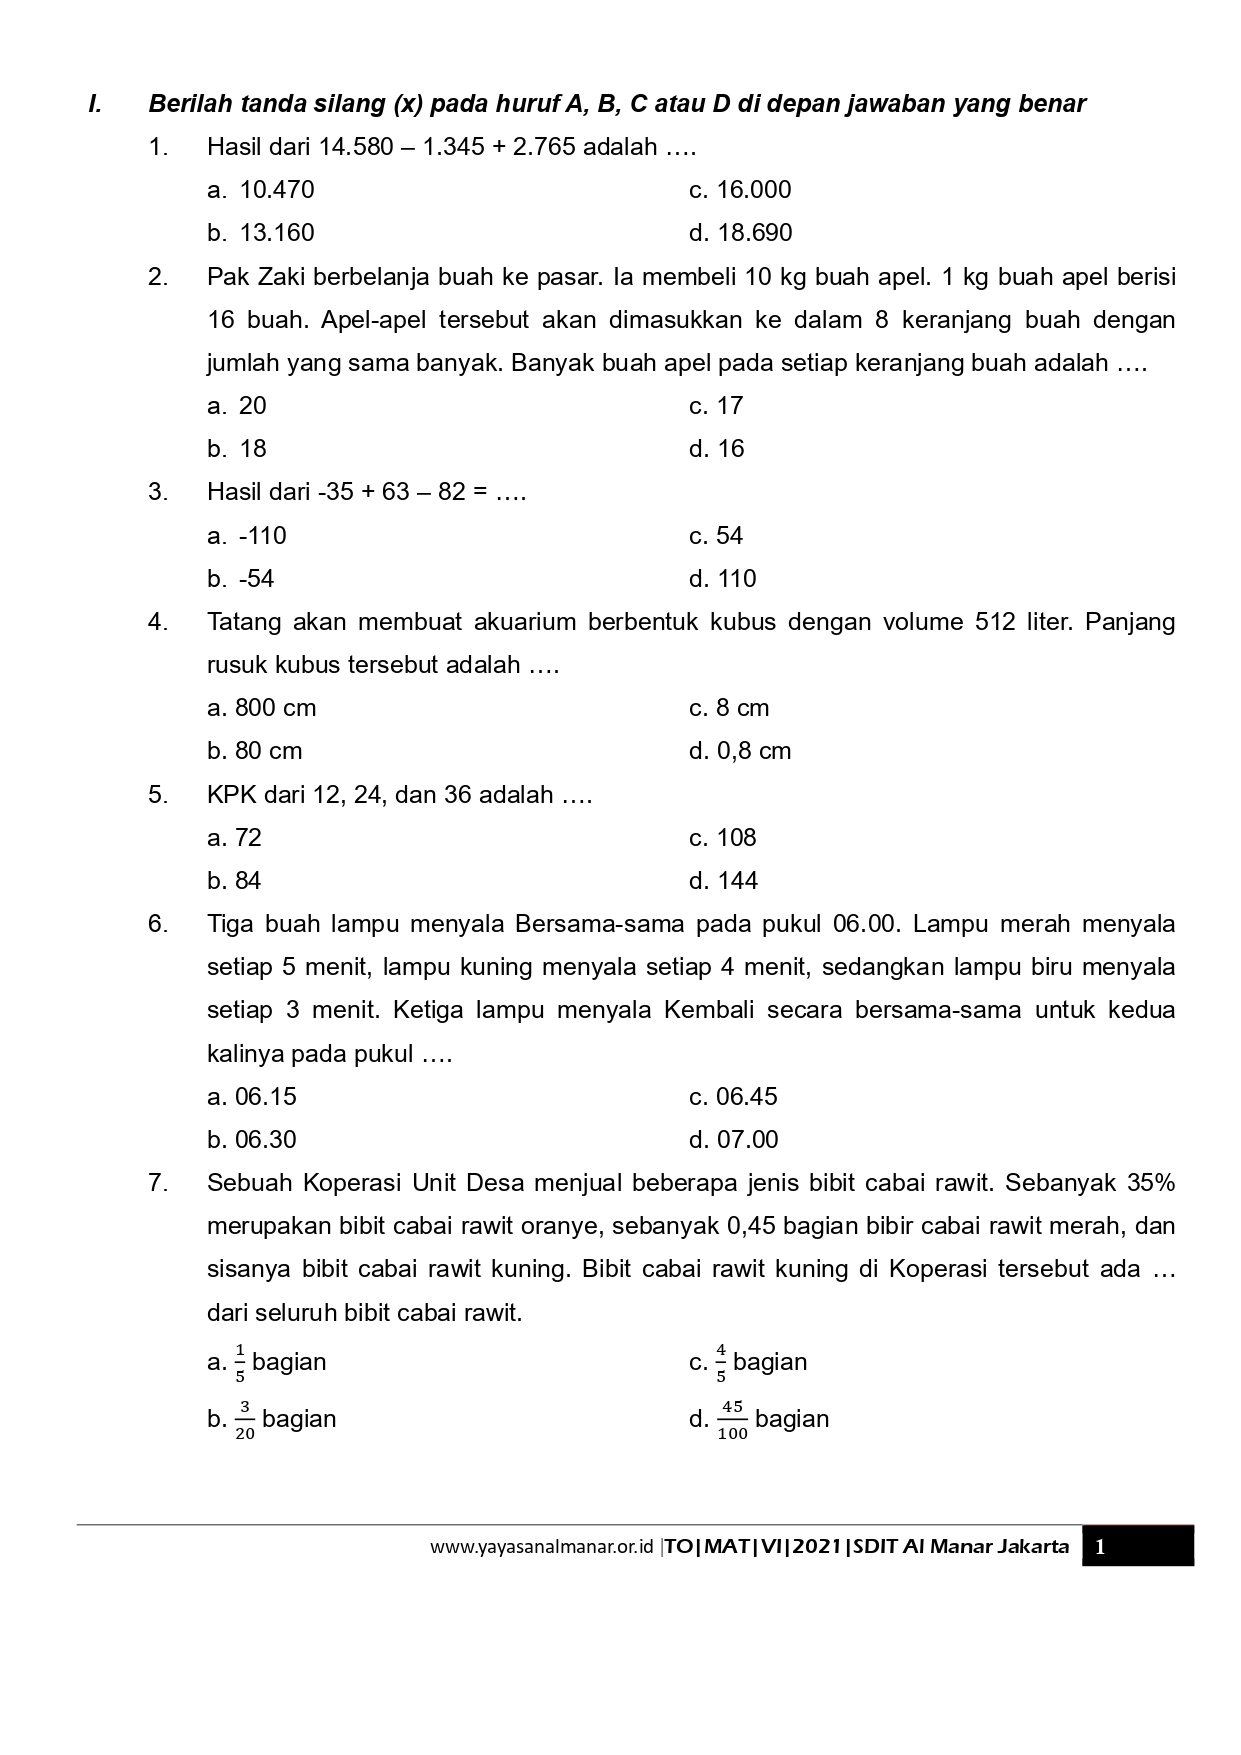 I. Berilah tanda silang (x) pada huruf A, B, C atau D di depan jawaban yang benar
1. Hasil dari 14.580 – 1.345 + 2.765 adalah ….
a. 10.470 c. 16.000
b. 13.160 d. 18.690
2. Pak Zaki berbelanja buah ke pasar. Ia membeli 10 kg buah apel. 1 kg buah apel berisi
16 buah. Apel-apel tersebut akan dimasukkan ke dalam 8 keranjang buah dengan
jumlah yang sama banyak. Banyak buah apel pada setiap keranjang buah adalah ….
a. 20 c. 17
b. 18 d. 16
3. Hasil dari -35 + 63 – 82 = ….
a. -110 c. 54
b. -54 d. 110
4. Tatang akan membuat akuarium berbentuk kubus dengan volume 512 liter. Panjang
rusuk kubus tersebut adalah ….
a. 800 cm c. 8 cm
b. 80 cm d. 0,8 cm
5. KPK dari 12, 24, dan 36 adalah ….
a. 72 c. 108
b. 84 d. 144
6. Tiga buah lampu menyala Bersama-sama pada pukul 06.00. Lampu merah menyala
setiap 5 menit, lampu kuning menyala setiap 4 menit, sedangkan lampu biru menyala
setiap 3 menit. Ketiga lampu menyala Kembali secara bersama-sama untuk kedua
kalinya pada pukul ….
a. 06.15 c. 06.45
b. 06.30 d. 07.00
7. Sebuah Koperasi Unit Desa menjual beberapa jenis bibit cabai rawit. Sebanyak 35%
merupakan bibit cabai rawit oranye, sebanyak 0,45 bagian bibir cabai rawit merah, dan
sisanya bibit cabai rawit kuning. Bibit cabai rawit kuning di Koperasi tersebut ada …
dari seluruh bibit cabai rawit.
a. 1/5 bagian c. 4/5 bagian
b. 3/20 bagian d. 45/100 bagian
www.yayasanalmanar.or.id |TO|MAT|VI|2021|SDIT Al Manar Jakarta 1